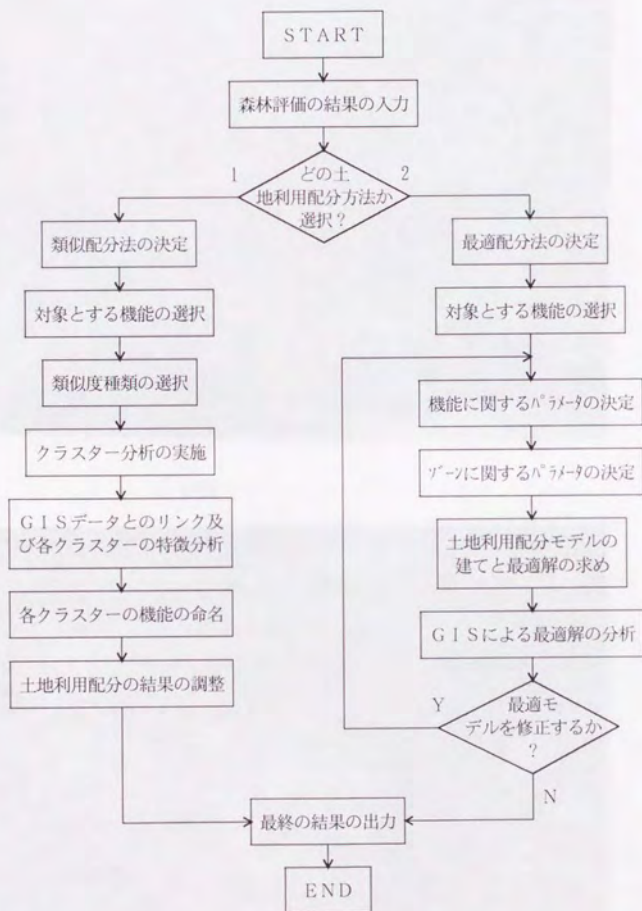 START
森林評価の結果の入力
1
どの土
地利用配分方法か
選択？
2
類似配分法の決定
対象とする機能の選択
類似度種類の選択
クラスター分析の実施
ＧＩＳデータとのリンク及
び各クラスターの特徴分析
各クラスターの機能の命名
土地利用配分の結果の調整
最適配分法の決定
対象とする機能の選択
機能に関するﾊﾟﾗﾒｰﾀの決定
ｿﾞｰﾝに関するﾊﾟﾗﾒｰﾀの決定
土地利用配分モデルの
建てと最適解の求め
ＧＩＳによる最適解の分析
Y
最適モ
デルを修正するか
？
N
最終の結果の出力
END